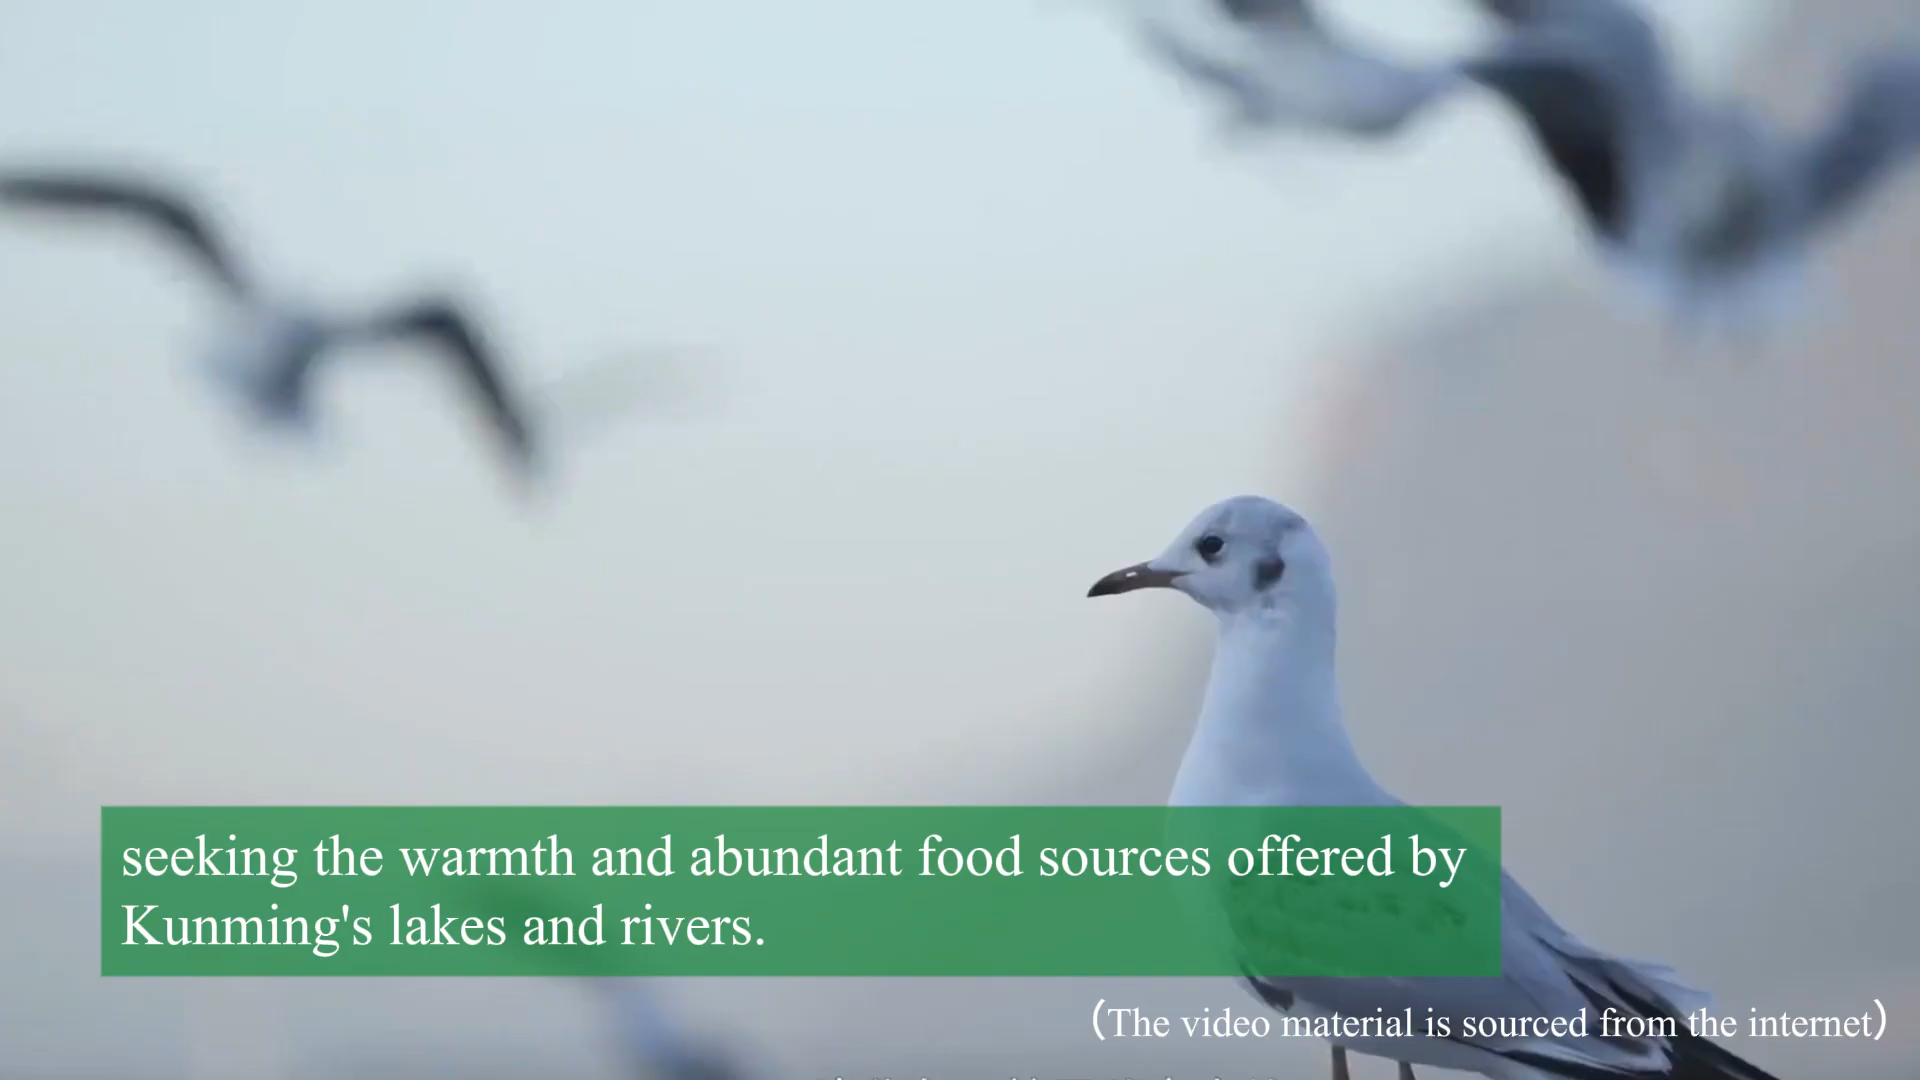 seeking the warmth and abundant food sources offered by
Kunming's lakes and rivers.
(The video material is sourced from the internet)